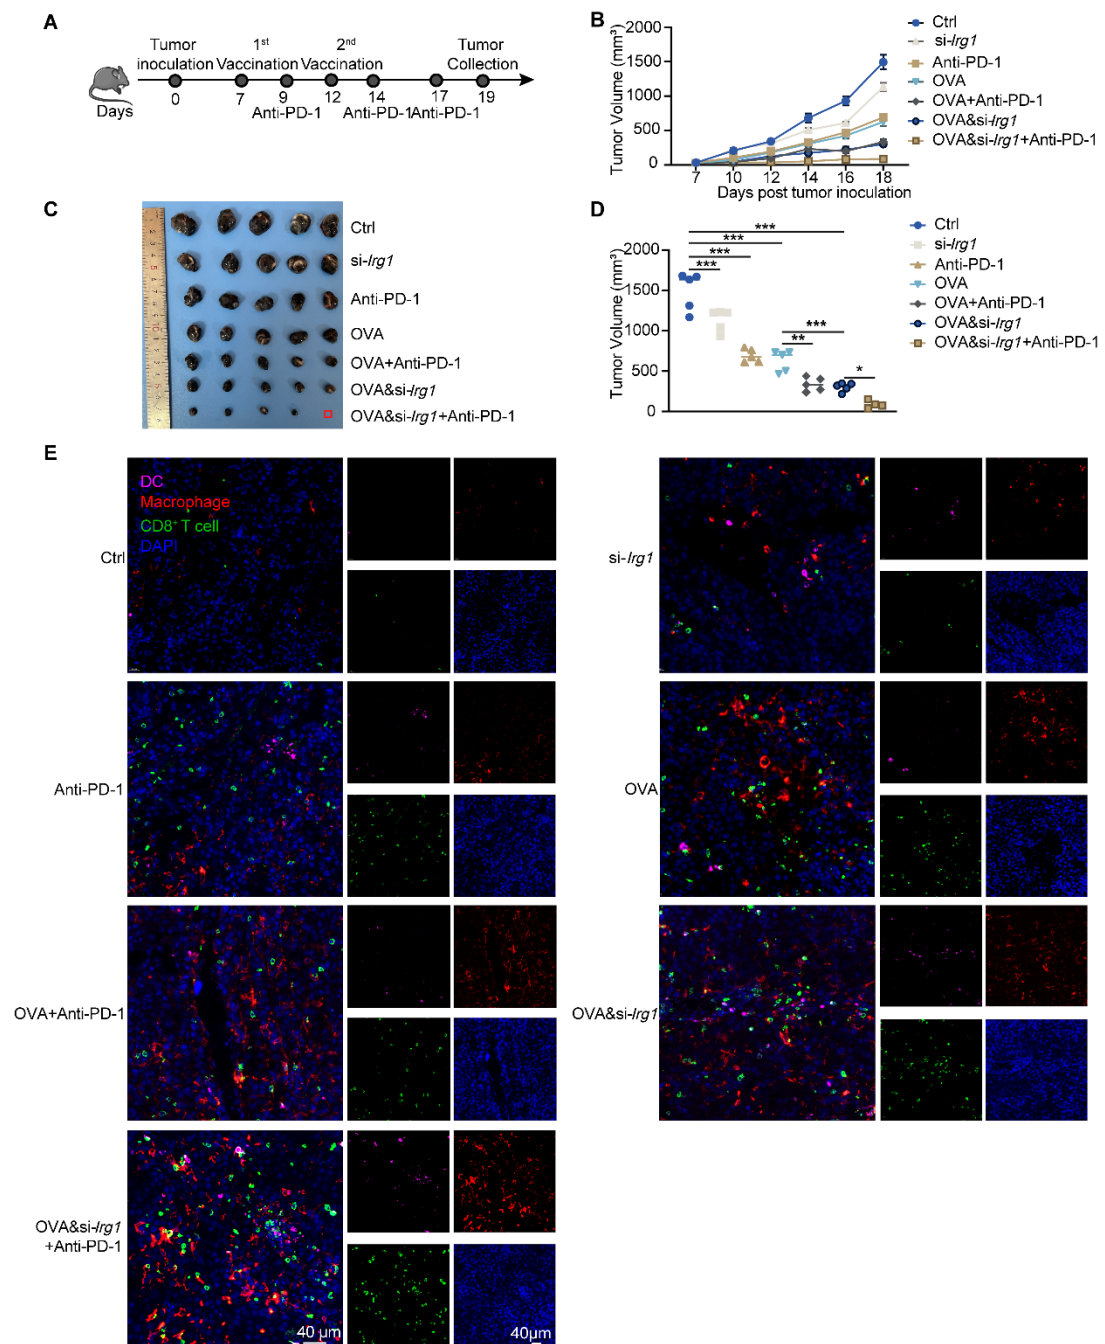 A
Tumor
inoculation
1st
Vaccination
2nd
Vaccination
Tumor
Collection
Days
0
7
9
12
14
17
19
Anti-PD-1
Anti-PD-1
Anti-PD-1
B
Tumor Volume (mm³)
2000
1500
1000
500
0
7
10
12
14
16
18
Days post tumor inoculation
Ctrl
si-Irg1
Anti-PD-1
OVA
OVA+Anti-PD-1
OVA&si-Irg1
OVA&si-Irg1+Anti-PD-1
C
Ctrl
si-Irg1
Anti-PD-1
OVA
OVA+Anti-PD-1
OVA&si-Irg1
OVA&si-Irg1+Anti-PD-1
D
Tumor Volume (mm³)
2000
1500
1000
500
0
***
***
***
***
***
**
*
Ctrl
si-Irg1
Anti-PD-1
OVA
OVA+Anti-PD-1
OVA&si-Irg1
OVA&si-Irg1+Anti-PD-1
E
DC
Macrophage
CD8⁺ T cell
DAPI
Ctrl
si-Irg1
Anti-PD-1
OVA
OVA+Anti-PD-1
OVA&si-Irg1
OVA&si-Irg1
+Anti-PD-1
40 µm
40µm